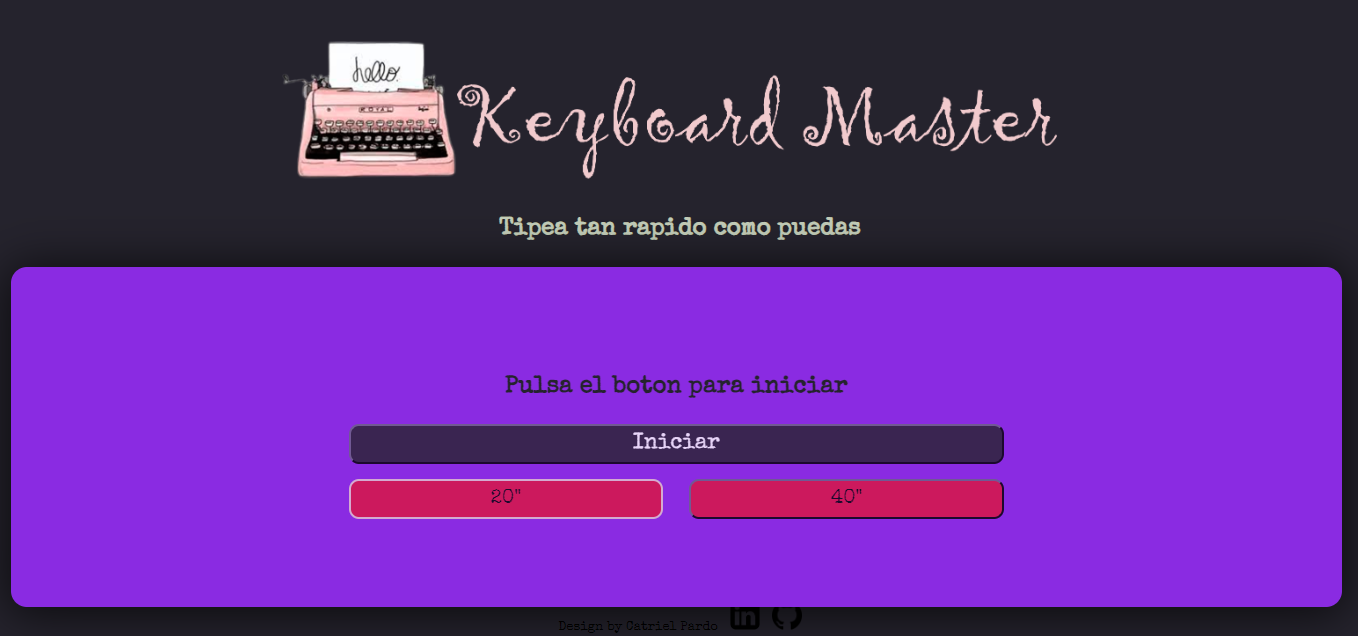 hello.
ROYAL
Keyboard Master
Tipea tan rapido como puedas
Pulsa el boton para iniciar
Iniciar
20" 40"
Design by Catriel Pardo in